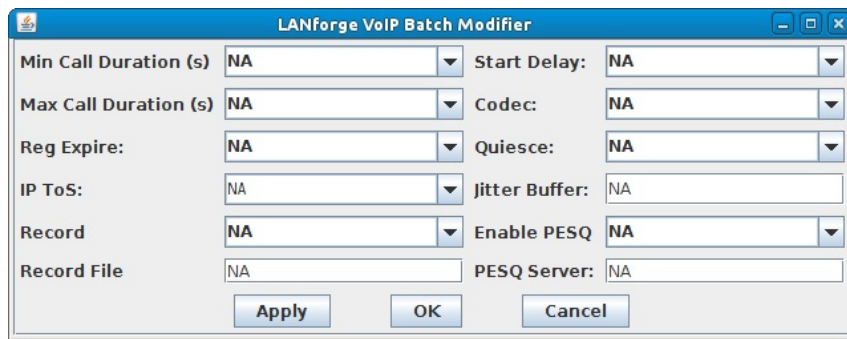 LANforge VoIP Batch Modifier
Min Call Duration (s) NA Start Delay: NA
Max Call Duration (s) NA Codec: NA
Reg Expire: NA Quiesce: NA
IP ToS: NA Jitter Buffer: NA
Record NA Enable PESQ NA
Record File NA PESQ Server: NA
Apply OK Cancel